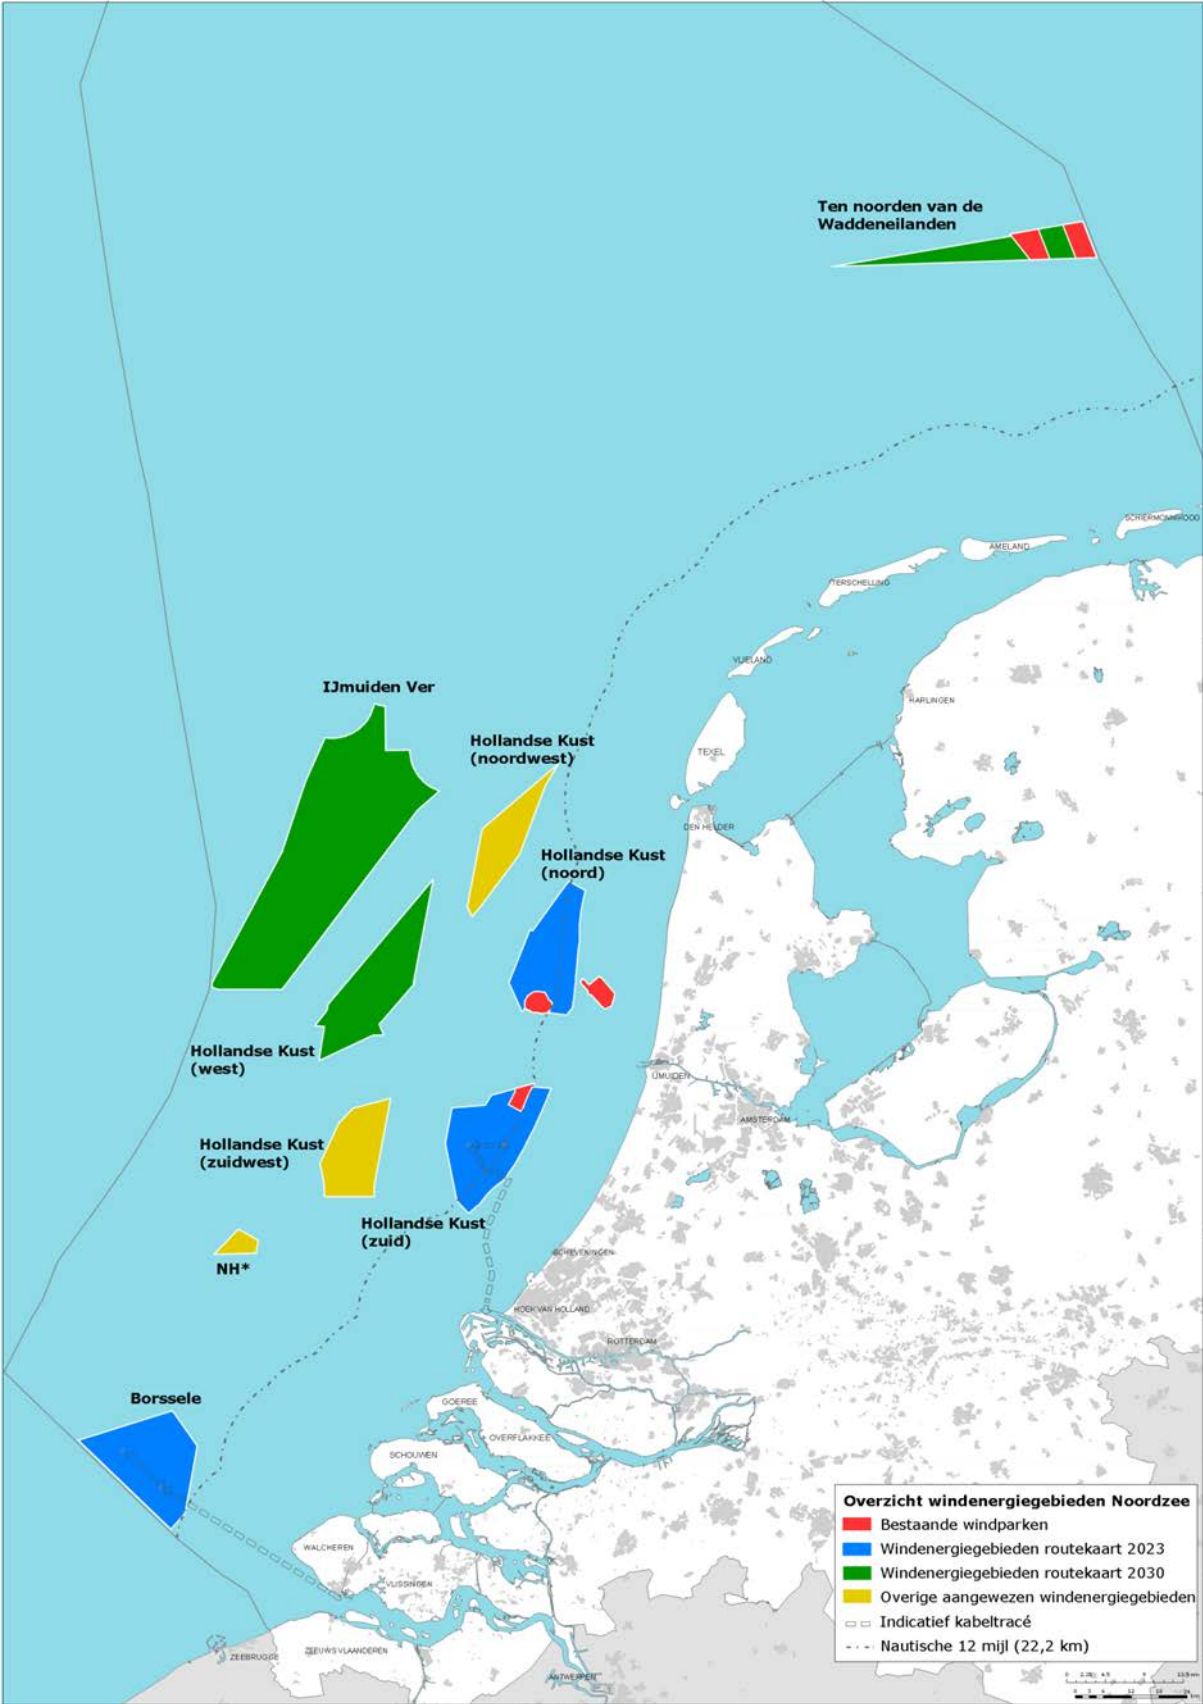 Ten noorden van de
Waddeneilanden
SCHIERMONNIKOOG
AMELAND
TERSCHELLING
VLIELAND
HARLINGEN
TEXEL
IJmuiden Ver
Hollandse Kust
(noordwest)
DEN HELDER
Hollandse Kust
(noord)
Hollandse Kust
(west)
IJMUIDEN
AMSTERDAM
Hollandse Kust
(zuidwest)
Hollandse Kust
(zuid)
NH*
SCHEVENINGEN
HOEK VAN HOLLAND
ROTTERDAM
Borssele
GOEREE
OVERFLAKKEE
SCHOUWEN
WALCHEREN
VLISSINGEN
ZEEBRUGGE
ZEEUWS VLAANDEREN
ANTWERPEN
Overzicht windenergiegebieden Noordzee
Bestaande windparken
Windenergiegebieden routekaart 2023
Windenergiegebieden routekaart 2030
Overige aangewezen windenergiegebieden
Indicatief kabeltracé
Nautische 12 mijl (22,2 km)